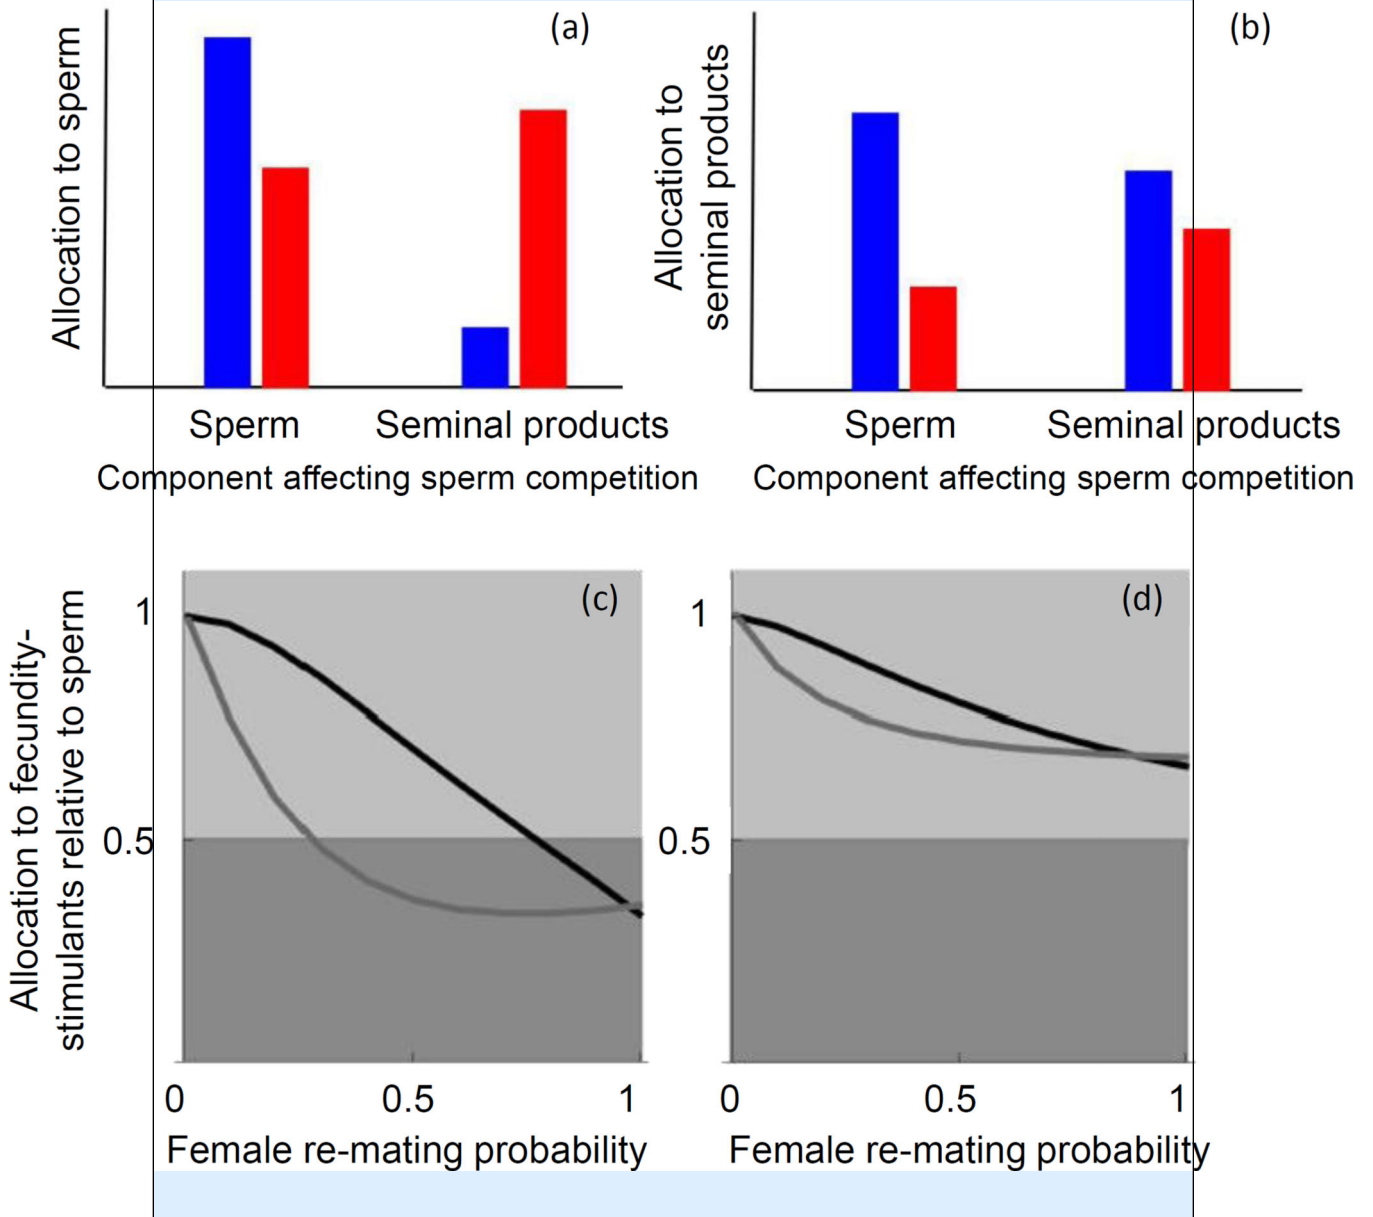 (a)
Allocation to sperm
Sperm
Seminal products
Component affecting sperm competition
(b)
Allocation to
seminal products
Sperm
Seminal products
Component affecting sperm competition
(c)
Allocation to fecundity-
stimulants relative to sperm
1
0.5
0
0.5
1
Female re-mating probability
(d)
1
0.5
0
0.5
1
Female re-mating probability